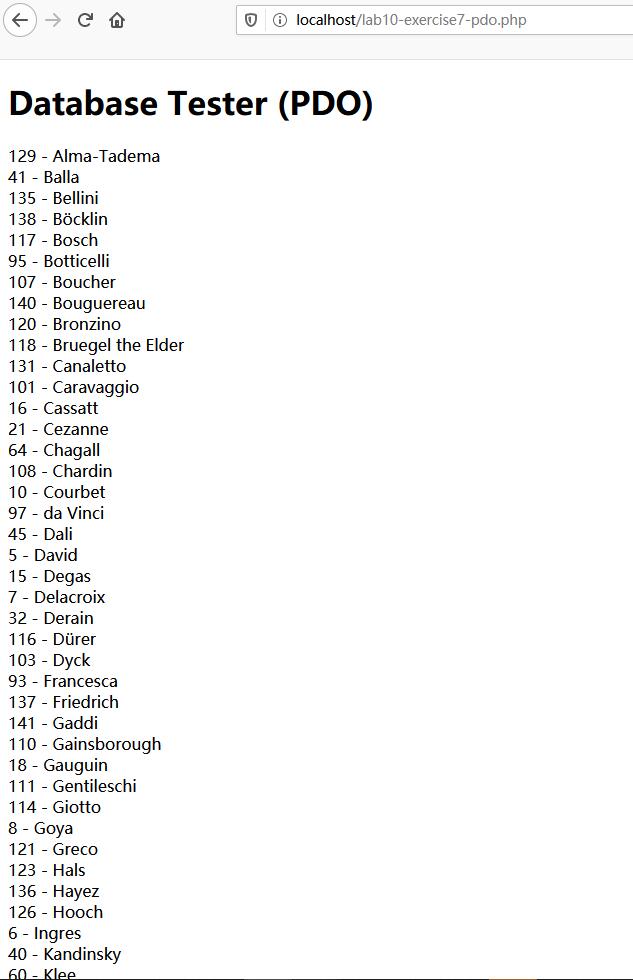 localhost/lab10-exercise7-pdo.php
Database Tester (PDO)
129 - Alma-Tadema
41 - Balla
135 - Bellini
138 - Böcklin
117 - Bosch
95 - Botticelli
107 - Boucher
140 - Bouguereau
120 - Bronzino
118 - Bruegel the Elder
131 - Canaletto
101 - Caravaggio
16 - Cassatt
21 - Cezanne
64 - Chagall
108 - Chardin
10 - Courbet
97 - da Vinci
45 - Dali
5 - David
15 - Degas
7 - Delacroix
32 - Derain
116 - Dürer
103 - Dyck
93 - Francesca
137 - Friedrich
141 - Gaddi
110 - Gainsborough
18 - Gauguin
111 - Gentileschi
114 - Giotto
8 - Goya
121 - Greco
123 - Hals
136 - Hayez
126 - Hooch
6 - Ingres
40 - Kandinsky
60 - Klee